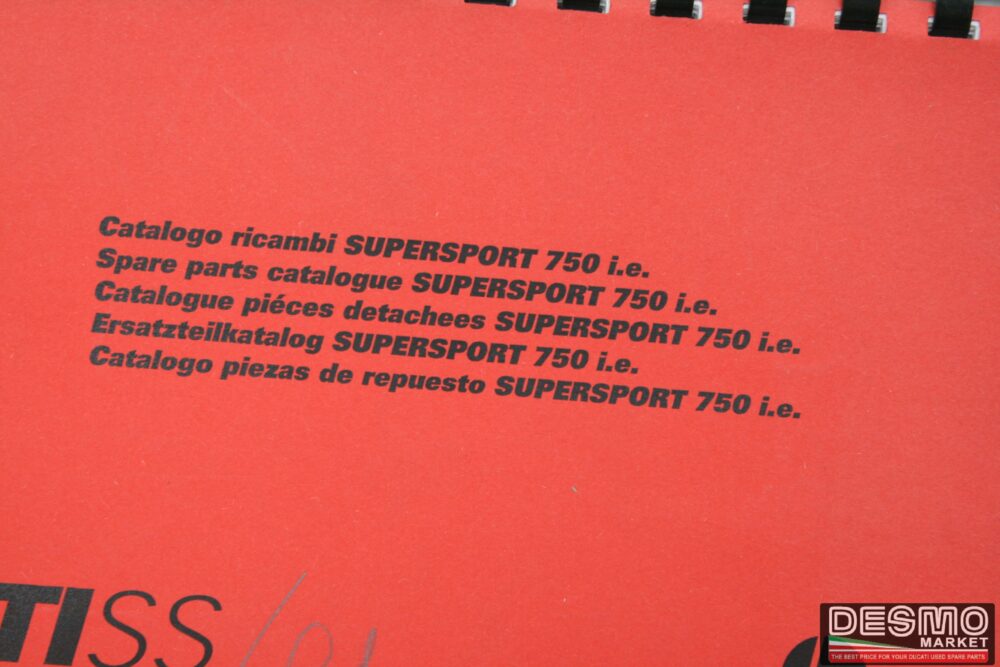 Catalogo ricambi SUPERSPORT 750 i.e.
Spare parts catalogue SUPERSPORT 750 i.e.
Catalogue piéces detachees SUPERSPORT 750 i.e.
Ersatzteilkatalog SUPERSPORT 750 i.e.
Catalogo piezas de repuesto SUPERSPORT 750 i.e.
TISS
DESMO
MARKET
THE BEST PRICE FOR YOUR DUCATI USED SPARE PARTS